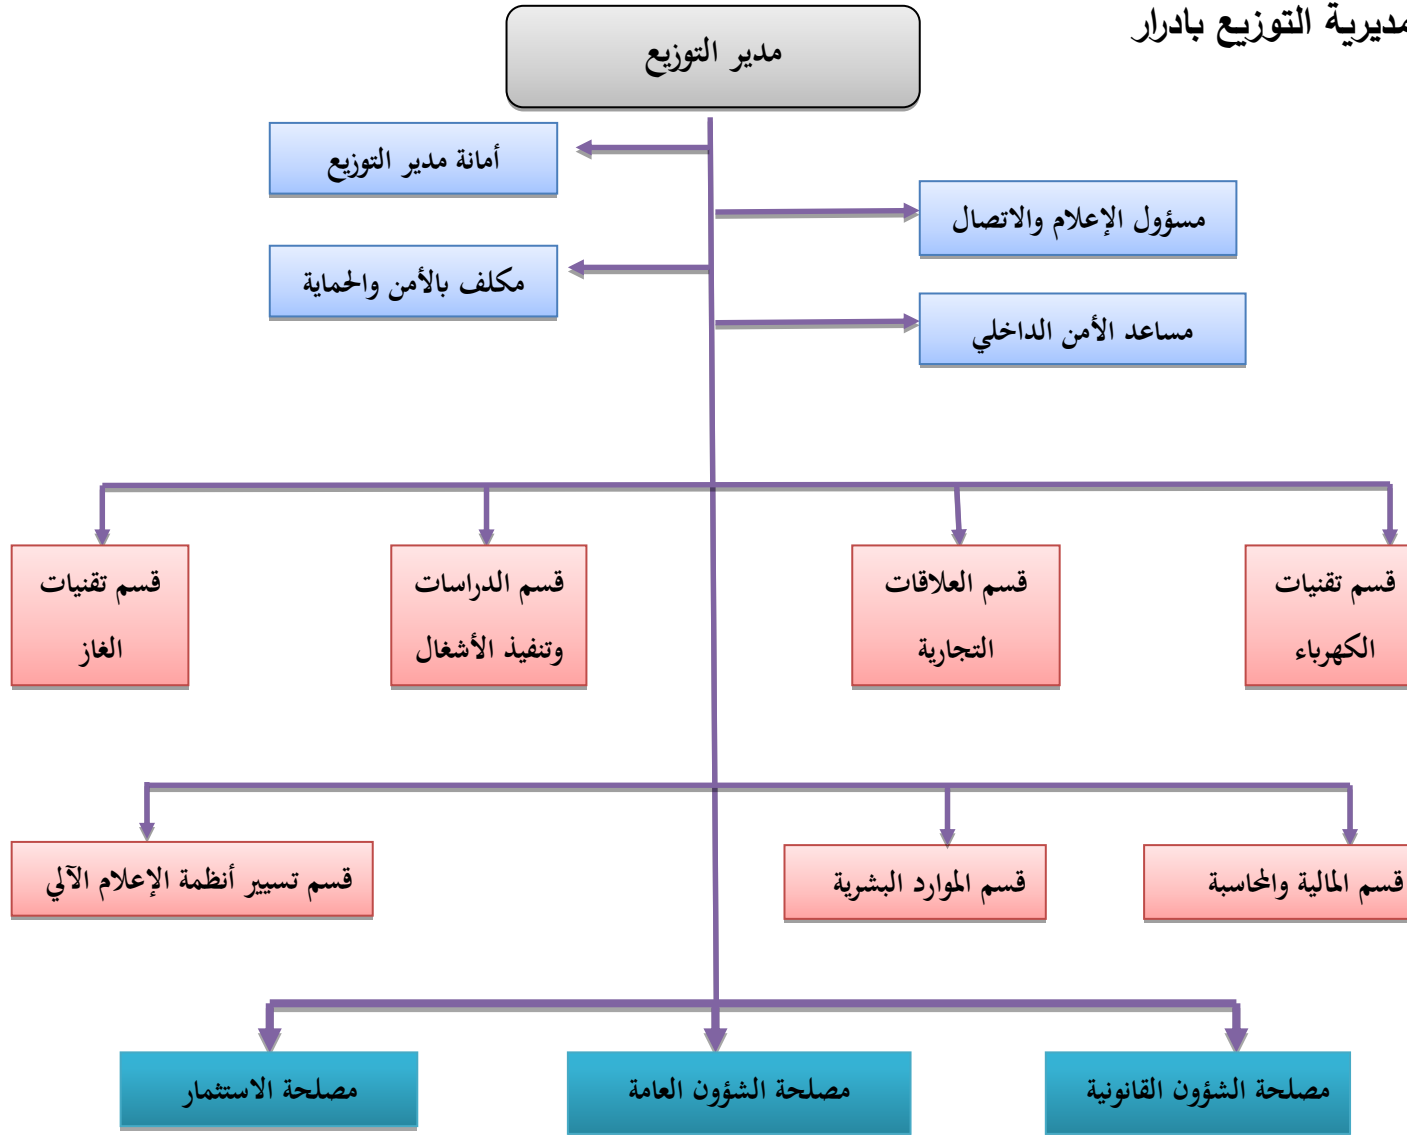 مديرية التوزيع بادرار
مدير التوزيع
أمانة مدير التوزيع
مسؤول الإعلام والاتصال
مكلف بالأمن والحماية
مساعد الأمن الداخلي
قسم تقنيات
الكهرباء
قسم العلاقات
التجارية
قسم الدراسات
وتنفيذ الأشغال
قسم تقنيات
الغاز
قسم المالية والمحاسبة
قسم الموارد البشرية
قسم تسيير أنظمة الإعلام الآلي
مصلحة الشؤون القانونية
مصلحة الشؤون العامة
مصلحة الاستثمار